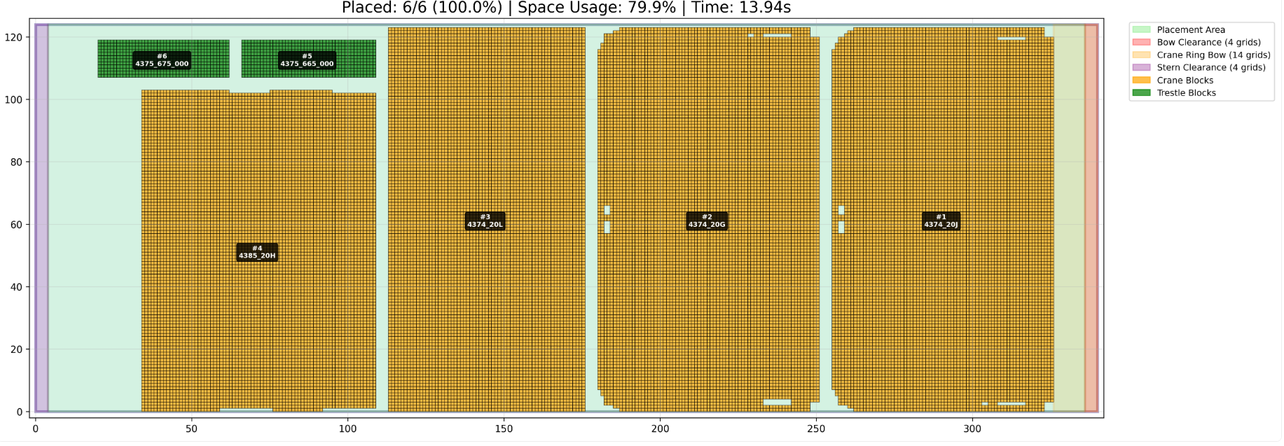 Placed: 6/6 (100.0%) | Space Usage: 79.9% | Time: 13.94s
120
100
80
60
40
20
0
#6
4375_675_000
#5
4375_665_000
#4
4385_20H
#3
4374_20L
#2
4374_20G
#1
4374_20J
0
50
100
150
200
250
300
Placement Area
Bow Clearance (4 grids)
Crane Ring Bow (14 grids)
Stern Clearance (4 grids)
Crane Blocks
Trestle Blocks